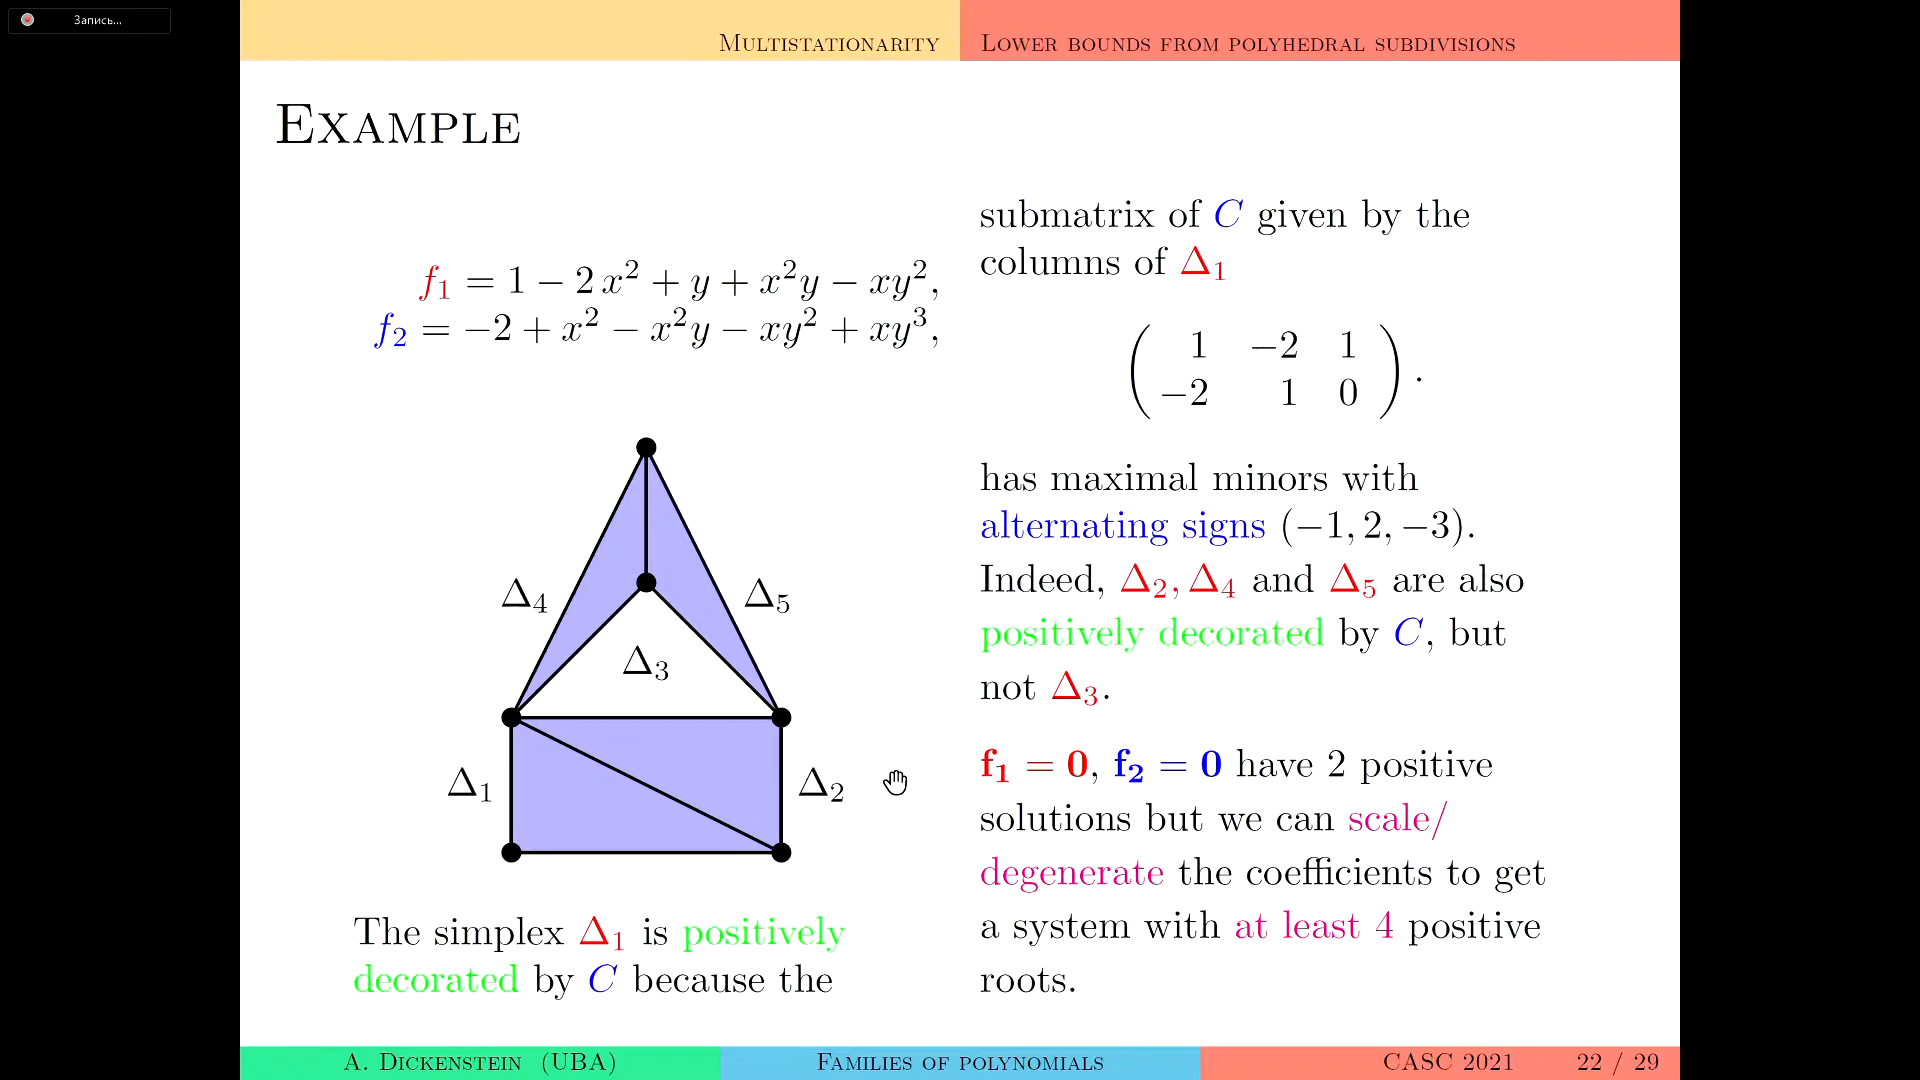 Запись...
Multistationarity
Lower bounds from polyhedral subdivisions
Example
f₁ = 1 − 2 x² + y + x²y − xy²,
f₂ = −2 + x² − x²y − xy² + xy³,
Δ₄
Δ₅
Δ₃
Δ₁
Δ₂
The simplex Δ₁ is positively
decorated by C because the
submatrix of C given by the
columns of Δ₁
( 1 −2 1
−2 1 0 ) .
has maximal minors with
alternating signs (−1, 2, −3).
Indeed, Δ₂, Δ₄ and Δ₅ are also
positively decorated by C, but
not Δ₃.
f₁ = 0, f₂ = 0 have 2 positive
solutions but we can scale/
degenerate the coefficients to get
a system with at least 4 positive
roots.
A. Dickenstein (UBA)
Families of polynomials
CASC 2021
22 / 29